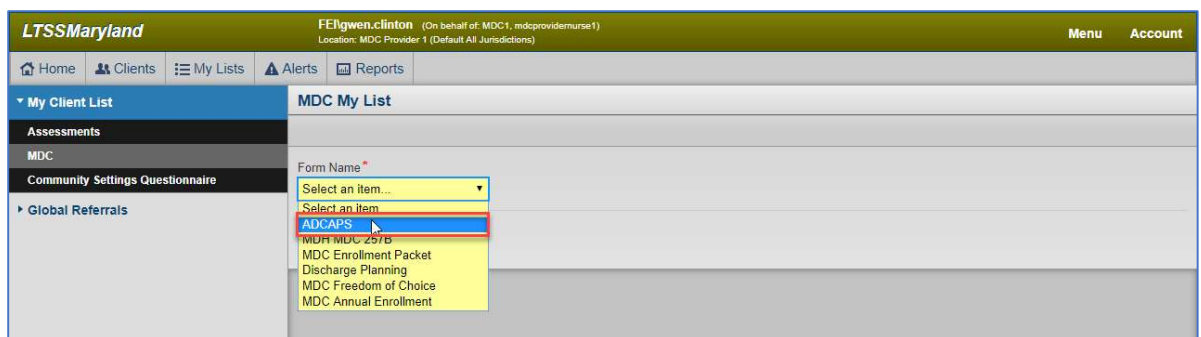 LTSSMaryland
FEI\gwen.clinton (On behalf of: MDC1, mdcprovidernurse1)
Location: MDC Provider 1 (Default All Jurisdictions)
Menu Account
Home Clients My Lists Alerts Reports
My Client List
Assessments
MDC
Community Settings Questionnaire
Global Referrals
MDC My List
Form Name*
Select an item...
Select an item
ADCAPS
MDH MDC 257B
MDC Enrollment Packet
Discharge Planning
MDC Freedom of Choice
MDC Annual Enrollment